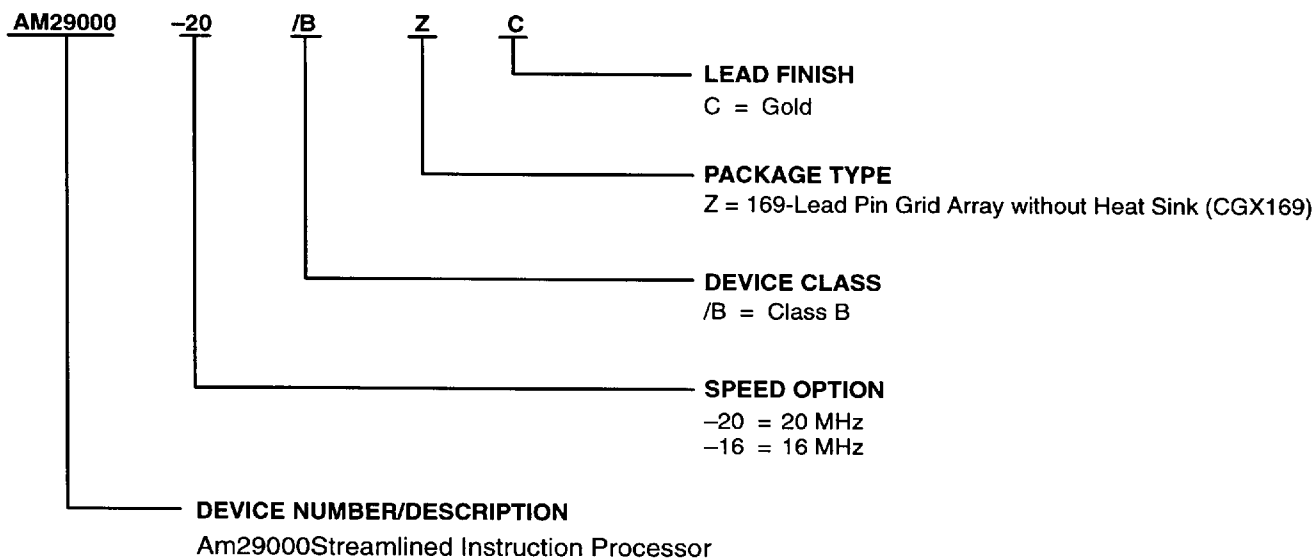 AM29000 –20 /B Z C
LEAD FINISH
C = Gold
PACKAGE TYPE
Z = 169-Lead Pin Grid Array without Heat Sink (CGX169)
DEVICE CLASS
/B = Class B
SPEED OPTION
–20 = 20 MHz
–16 = 16 MHz
DEVICE NUMBER/DESCRIPTION
Am29000Streamlined Instruction Processor